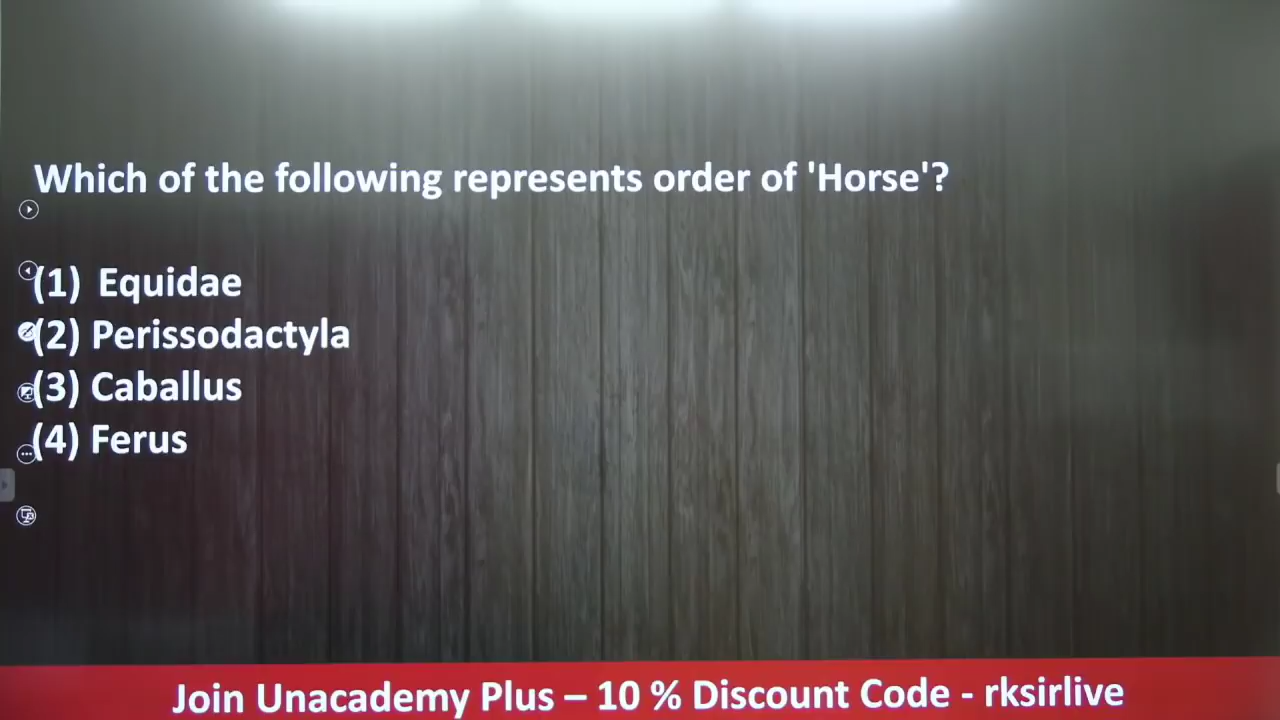 Which of the following represents order of 'Horse'?
(1) Equidae
(2) Perissodactyla
(3) Caballus
(4) Ferus
Join Unacademy Plus – 10 % Discount Code - rksirlive